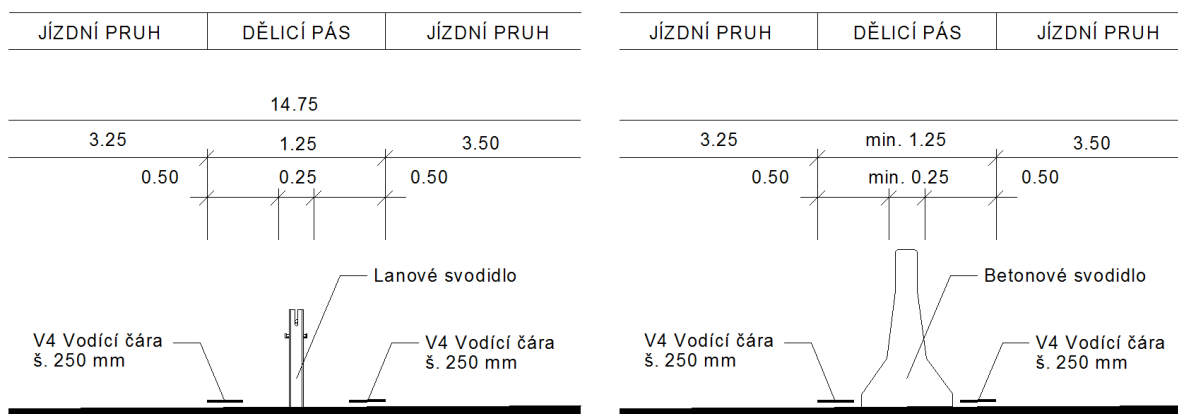 JÍZDNÍ PRUH DĚLICÍ PÁS JÍZDNÍ PRUH
14.75
3.25 1.25 3.50
0.50 0.25 0.50
Lanové svodidlo
V4 Vodící čára
š. 250 mm
V4 Vodící čára
š. 250 mm
JÍZDNÍ PRUH DĚLICÍ PÁS JÍZDNÍ PRUH
3.25 min. 1.25 3.50
0.50 min. 0.25 0.50
Betonové svodidlo
V4 Vodící čára
š. 250 mm
V4 Vodící čára
š. 250 mm